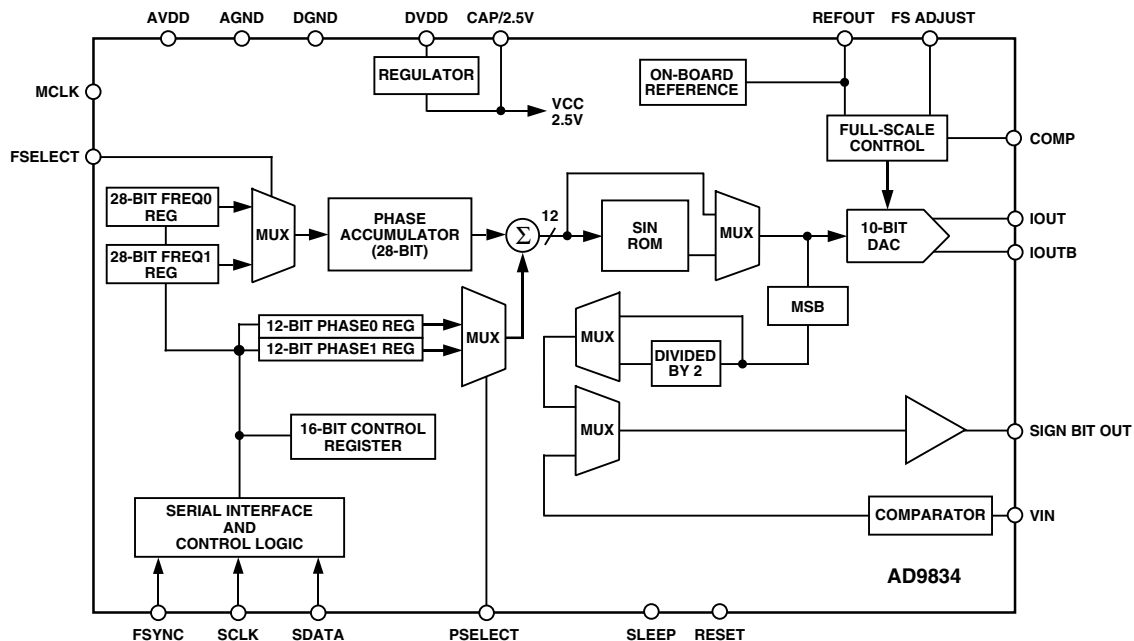 AVDD AGND DGND DVDD CAP/2.5V REFOUT FS ADJUST
MCLK
REGULATOR
ON-BOARD
REFERENCE
VCC
2.5V
FULL-SCALE
CONTROL
COMP
FSELECT
28-BIT FREQ0
REG
28-BIT FREQ1
REG
MUX
PHASE
ACCUMULATOR
(28-BIT)
Σ
12
SIN
ROM
MUX
10-BIT
DAC
IOUT
IOUTB
12-BIT PHASE0 REG
12-BIT PHASE1 REG
MUX
MUX
DIVIDED
BY 2
MSB
16-BIT CONTROL
REGISTER
MUX
SIGN BIT OUT
SERIAL INTERFACE
AND
CONTROL LOGIC
COMPARATOR
VIN
AD9834
FSYNC SCLK SDATA PSELECT SLEEP RESET